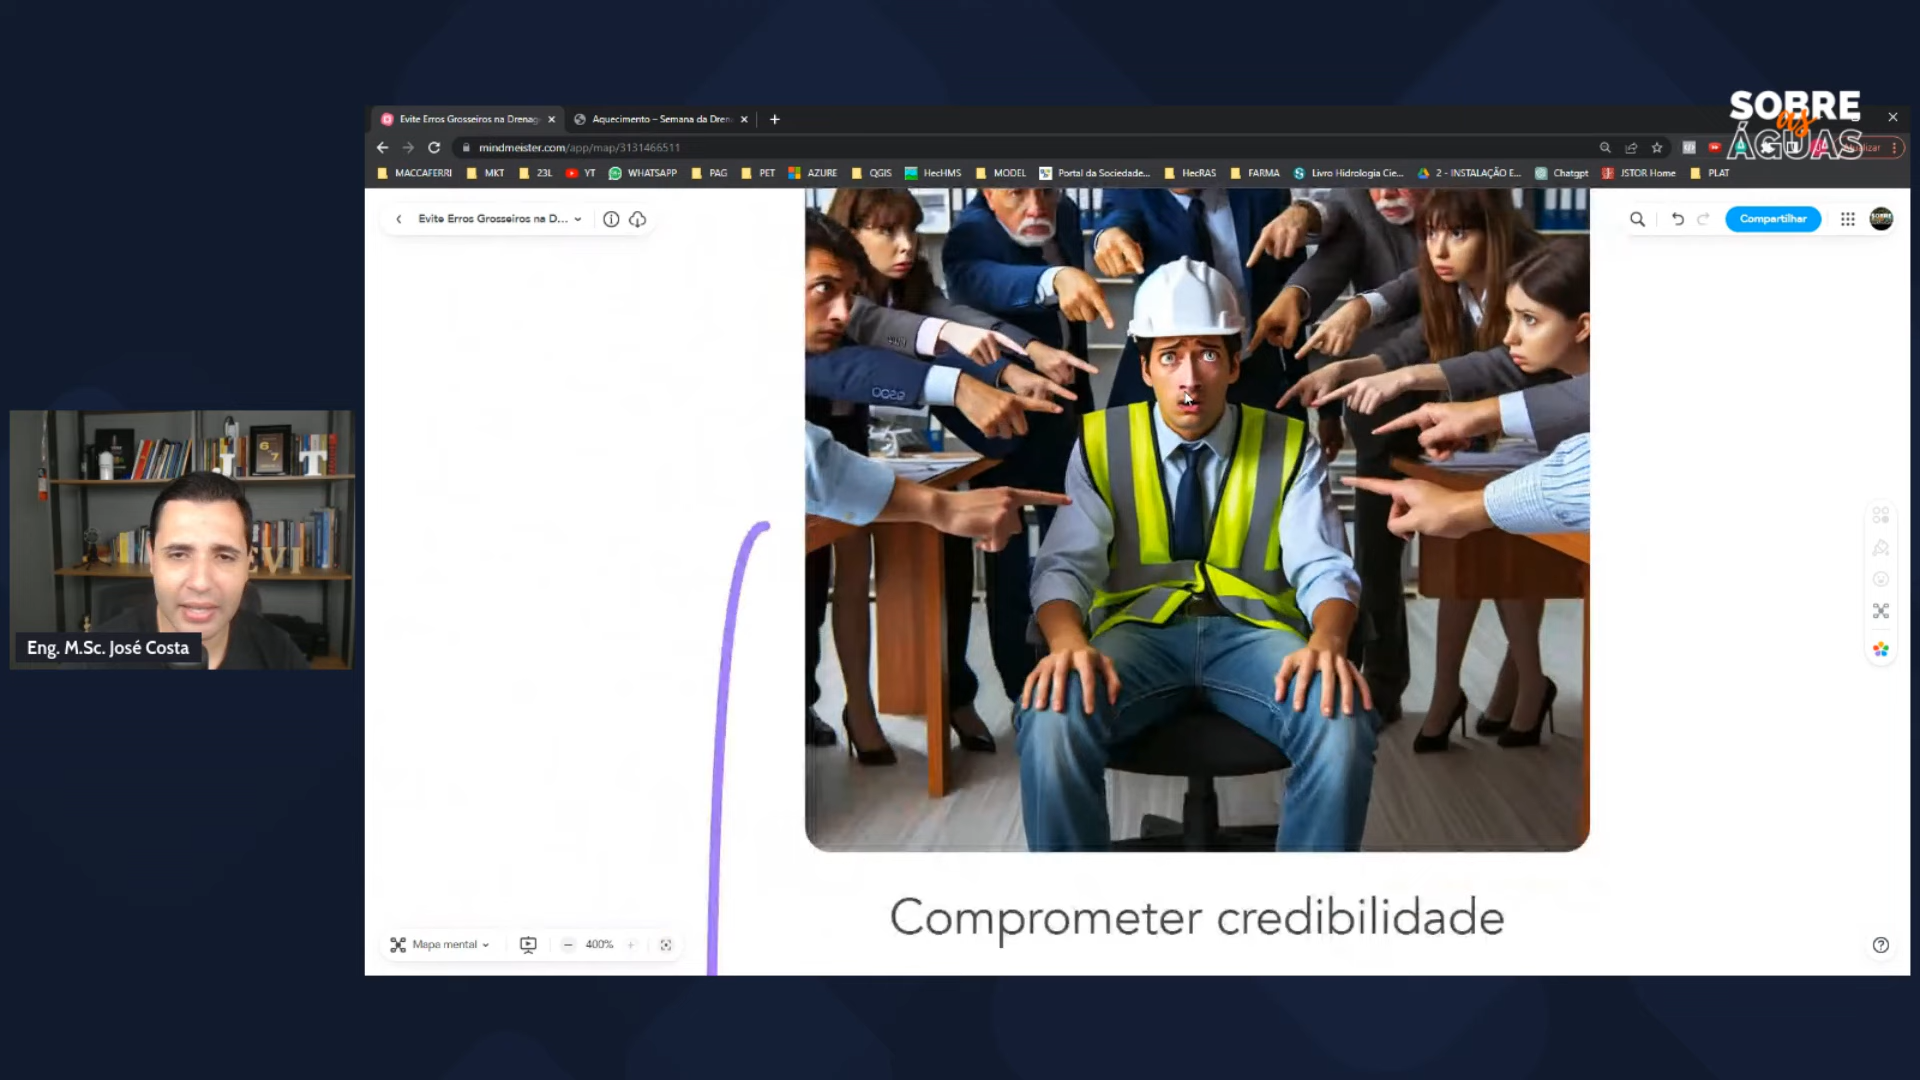 SOBRE
as
ÁGUAS
Evite Erros Grosseiros na Drenag
Aquecimento – Semana da Dren
mindmeister.com/app/map/3131466511
MACCAFERRI MKT 23L YT WHATSAPP PAG PET AZURE QGIS HecHMS MODEL Portal da Sociedade... HecRAS FARMA Livro Hidrologia Cie... 2 - INSTALAÇÃO E... Chatgpt JSTOR Home PLAT
Evite Erros Grosseiros na D...
Compartilhar
Eng. M.Sc. José Costa
Comprometer credibilidade
Mapa mental
400%